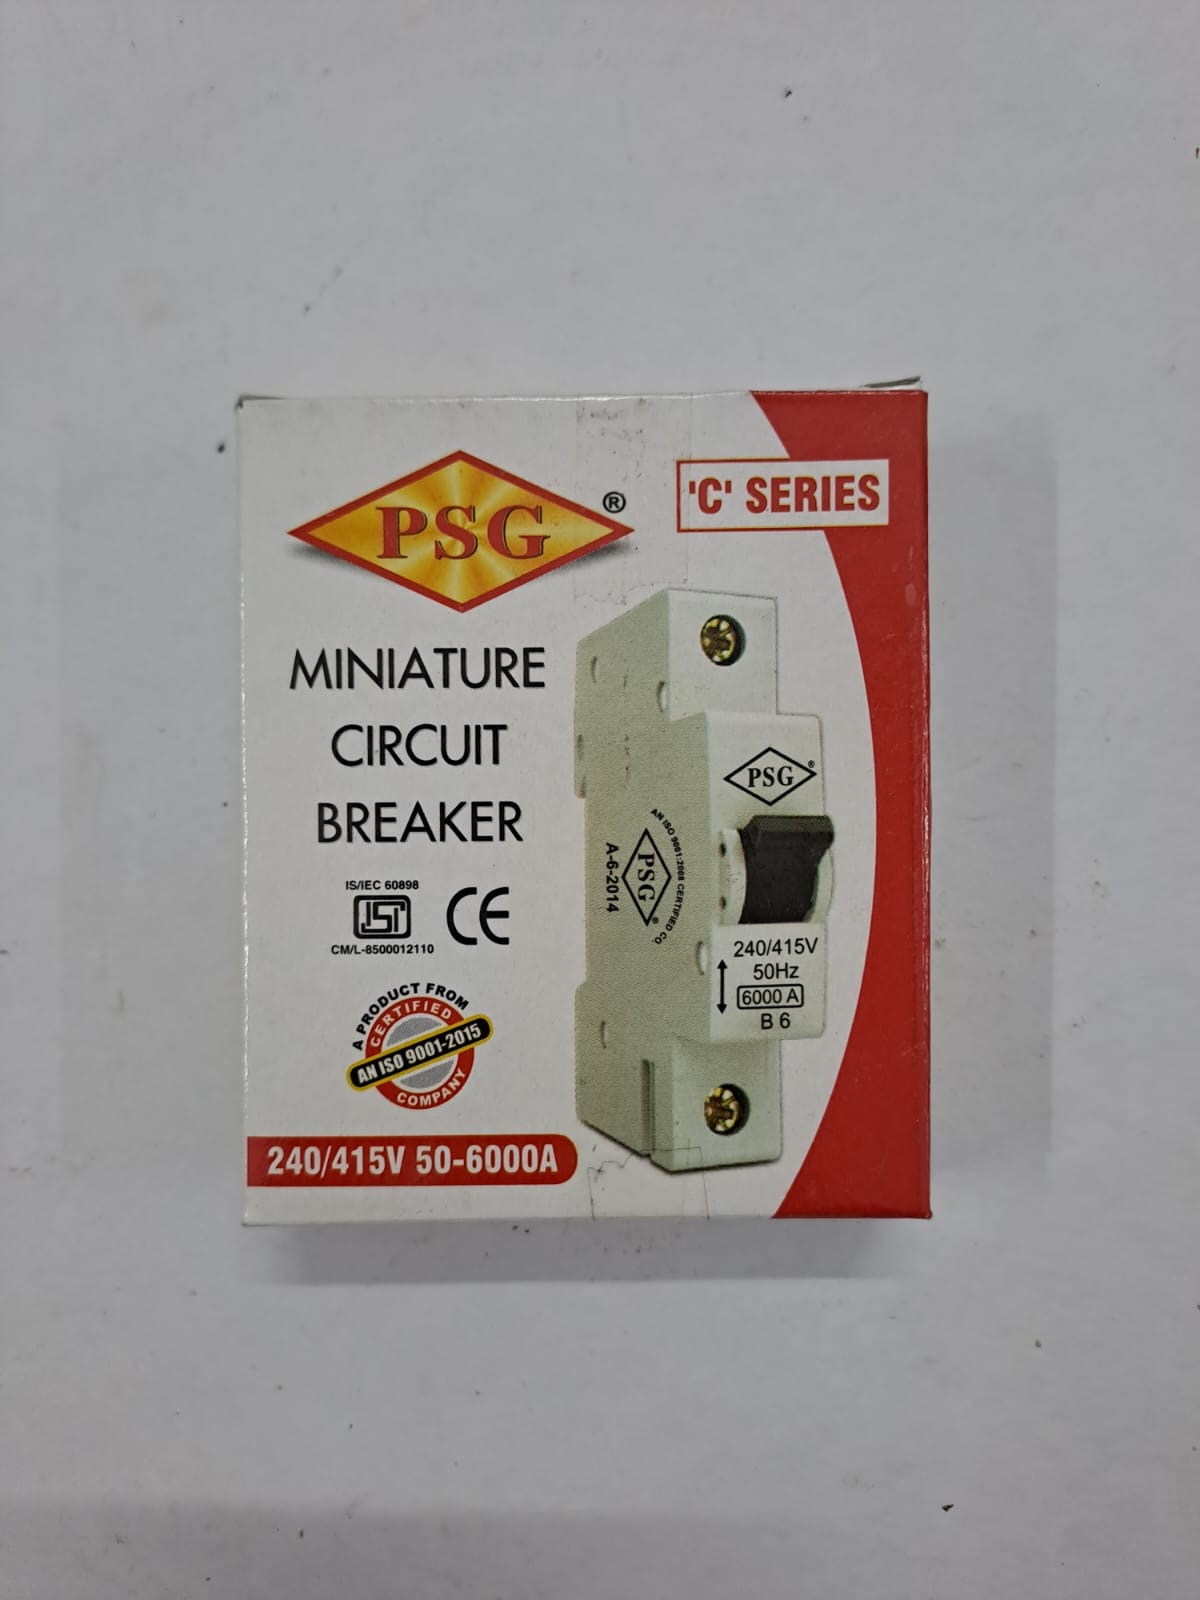 PSG ®
'C' SERIES
MINIATURE
CIRCUIT
BREAKER
IS/IEC 60898
ISI
CM/L-8500012110
CE
A PRODUCT FROM
CERTIFIED
AN ISO 9001-2015
COMPANY
240/415V 50-6000A
PSG ®
AN ISO 9001:2008 CERTIFIED CO.
PSG ®
A-6-2014
240/415V
50Hz
6000 A
B 6